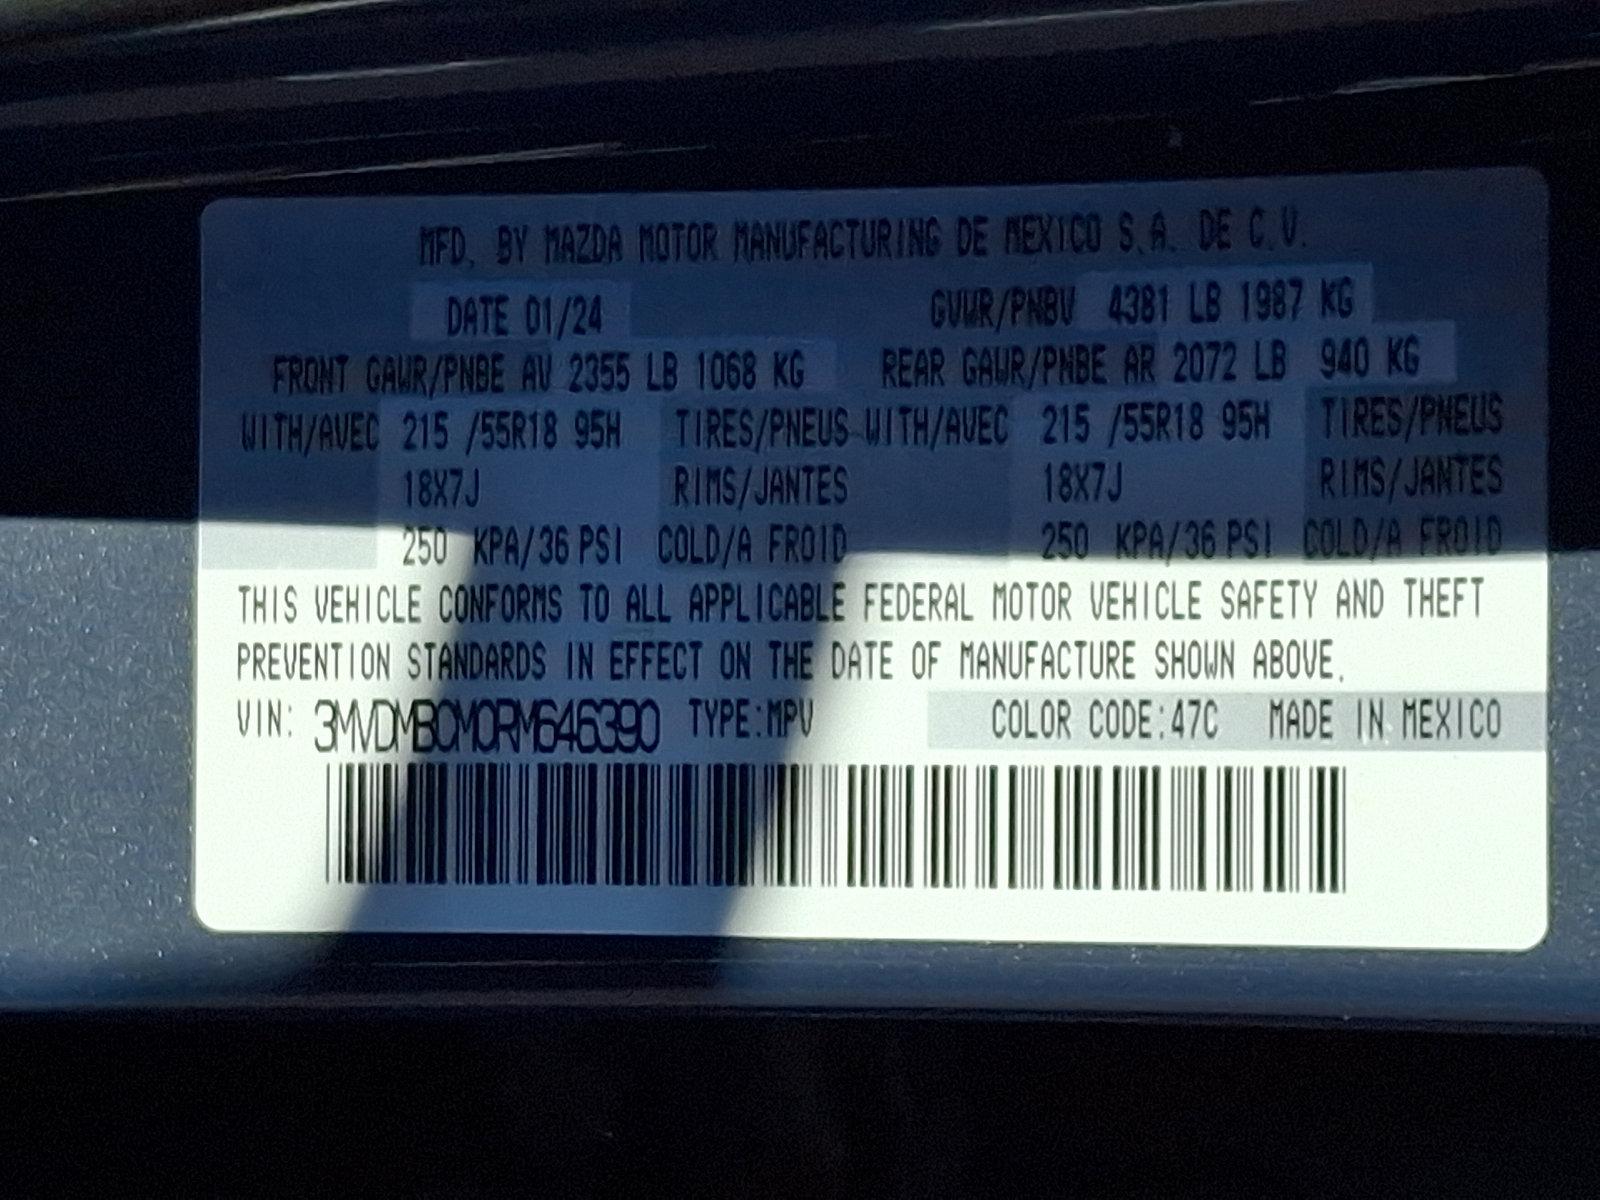 MFD. BY MAZDA MOTOR MANUFACTURING DE MEXICO S.A. DE C.V.
DATE 01/24 GVWR/PNBV 4381 LB 1987 KG
FRONT GAWR/PNBE AV 2355 LB 1068 KG REAR GAWR/PNBE AR 2072 LB 940 KG
WITH/AVEC 215 /55R18 95H TIRES/PNEUS WITH/AVEC 215 /55R18 95H TIRES/PNEUS
18X7J RIMS/JANTES 18X7J RIMS/JANTES
250 KPA/36 PSI COLD/A FROID 250 KPA/36 PSI COLD/A FROID
THIS VEHICLE CONFORMS TO ALL APPLICABLE FEDERAL MOTOR VEHICLE SAFETY AND THEFT
PREVENTION STANDARDS IN EFFECT ON THE DATE OF MANUFACTURE SHOWN ABOVE.
VIN: 3MVDMBCM0RM646390 TYPE:MPV COLOR CODE:47C MADE IN MEXICO